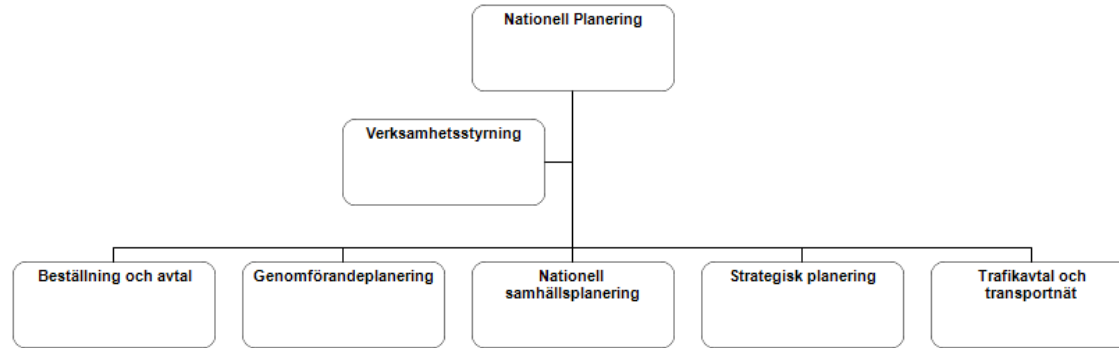 Nationell Planering
Verksamhetsstyrning
Beställning och avtal
Genomförandeplanering
Nationell
samhällsplanering
Strategisk planering
Trafikavtal och
transportnät